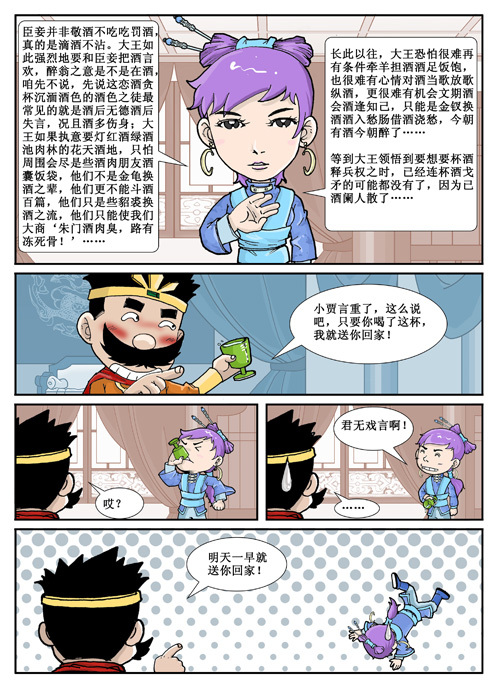 臣妾并非敬酒不吃吃罚酒，
真的是滴酒不沾。大王如
此强烈地要和臣妾把酒言
欢，醉翁之意是不是在酒，
咱先不说，先说这恋酒贪
杯沉湎酒色的酒色之徒最
常见的就是酒后无德酒后
失言，况且酒多伤身；大
王如果执意要灯红酒绿酒
池肉林的花天酒地，只怕
周围会尽是些酒肉朋友酒
囊饭袋，他们不是金龟换
酒之辈，他们更不能斗酒
百篇，他们只是些貂裘换
酒之流，他们只能使我们
大商‘朱门酒肉臭，路有
冻死骨！’……
长此以往，大王恐怕很难再
有条件牵羊担酒酒足饭饱，
也很难有心情对酒当歌放歌
纵酒，更很难有机会文期酒
会酒逢知己，只能是金钗换
酒酒入愁肠借酒浇愁，今朝
有酒今朝醉了……
等到大王领悟到要想要杯酒
释兵权之时，已经连杯酒戈
矛的可能都没有了，因为已
酒阑人散了……
小贾言重了，这么说
吧，只要你喝了这杯，
我就送你回家！
哎？
君无戏言啊！
……
明天一早就
送你回家！